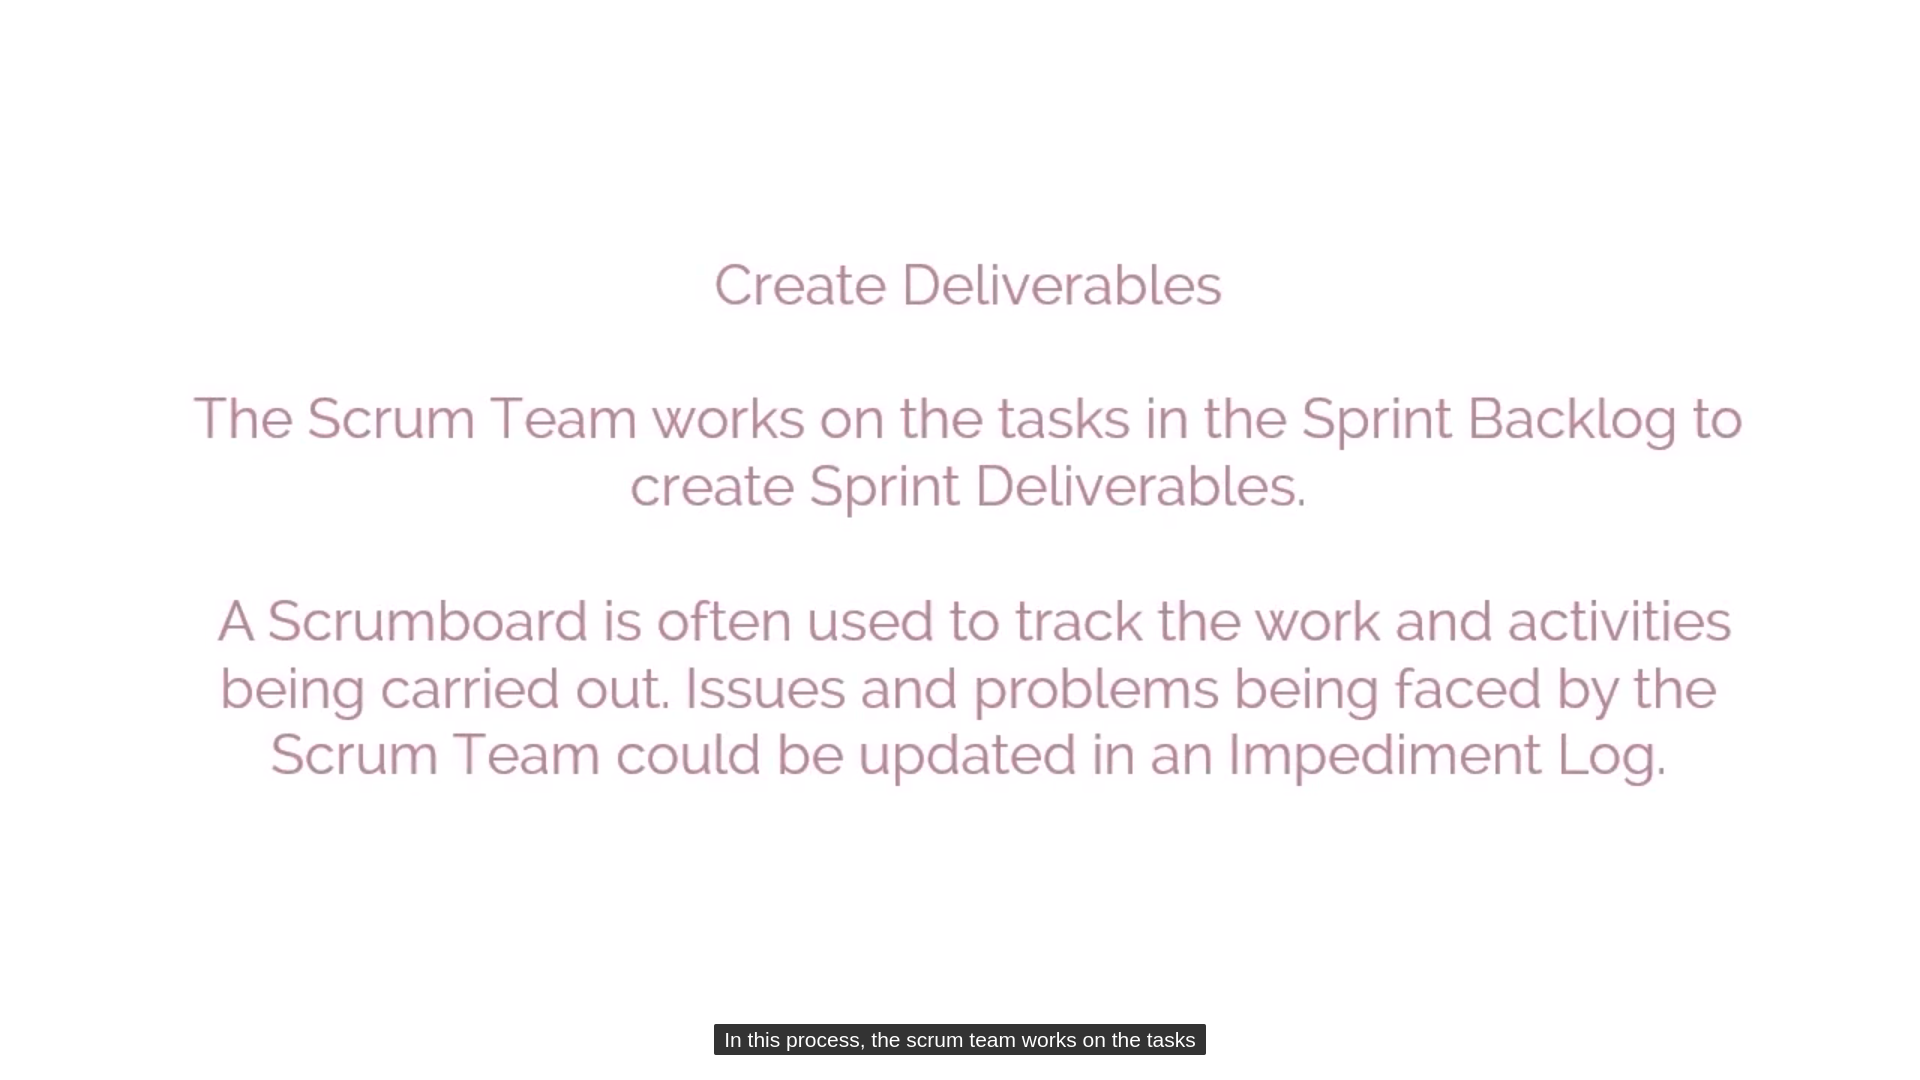 Create Deliverables
The Scrum Team works on the tasks in the Sprint Backlog to
create Sprint Deliverables.
A Scrumboard is often used to track the work and activities
being carried out. Issues and problems being faced by the
Scrum Team could be updated in an Impediment Log.
In this process, the scrum team works on the tasks